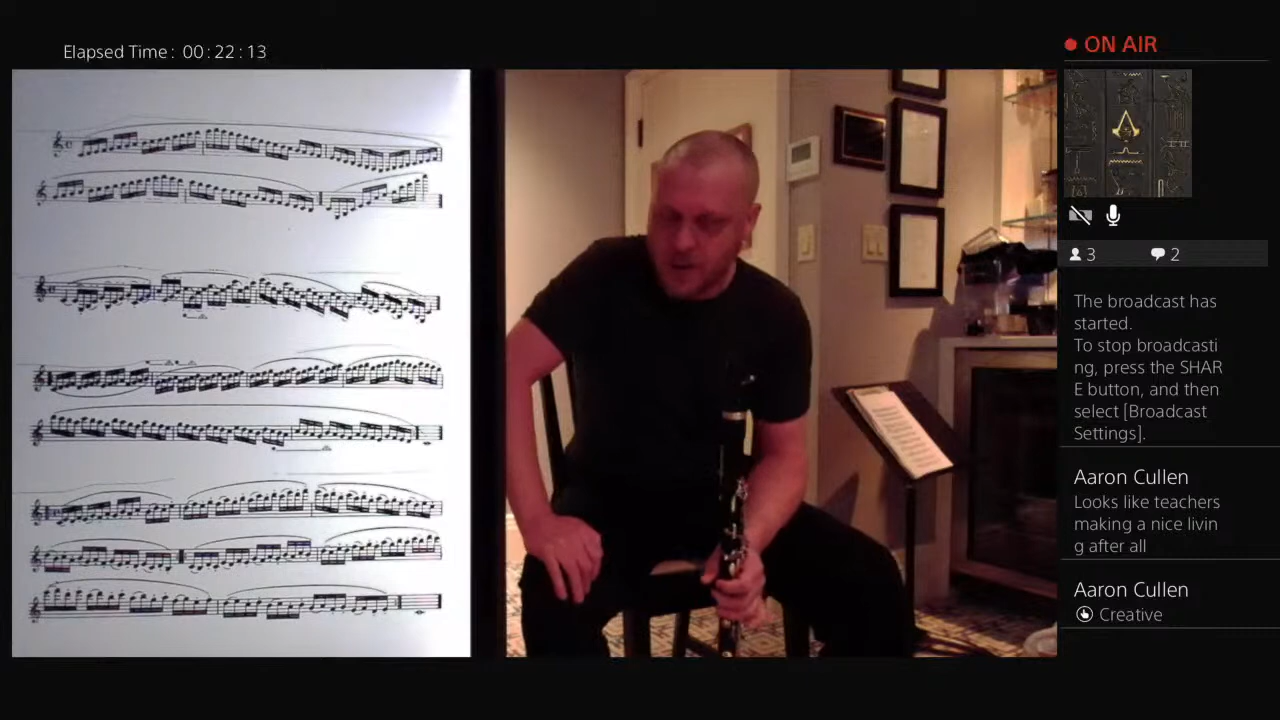 Elapsed Time: 00:22:13
ON AIR
3
2
The broadcast has
started.
To stop broadcasti
ng, press the SHAR
E button, and then
select [Broadcast
Settings].
Aaron Cullen
Looks like teachers
making a nice livin
g after all
Aaron Cullen
Creative